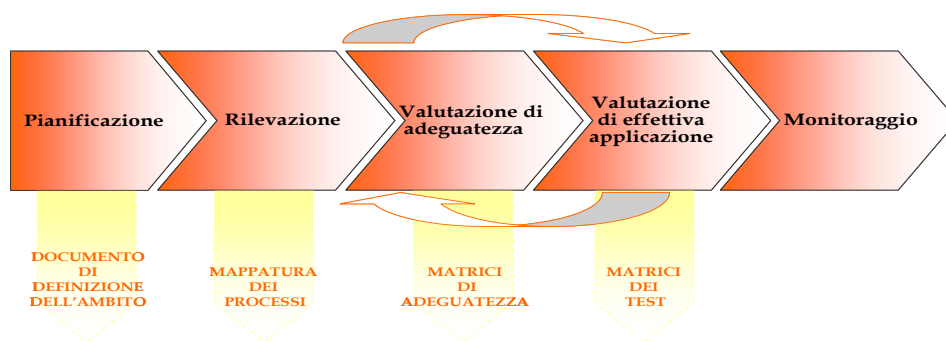 Pianificazione
Rilevazione
Valutazione di
adeguatezza
Valutazione
di effettiva
applicazione
Monitoraggio
DOCUMENTO
DI
DEFINIZIONE
DELL’AMBITO
MAPPATURA
DEI
PROCESSI
MATRICI
DI
ADEGUATEZZA
MATRICI
DEI
TEST